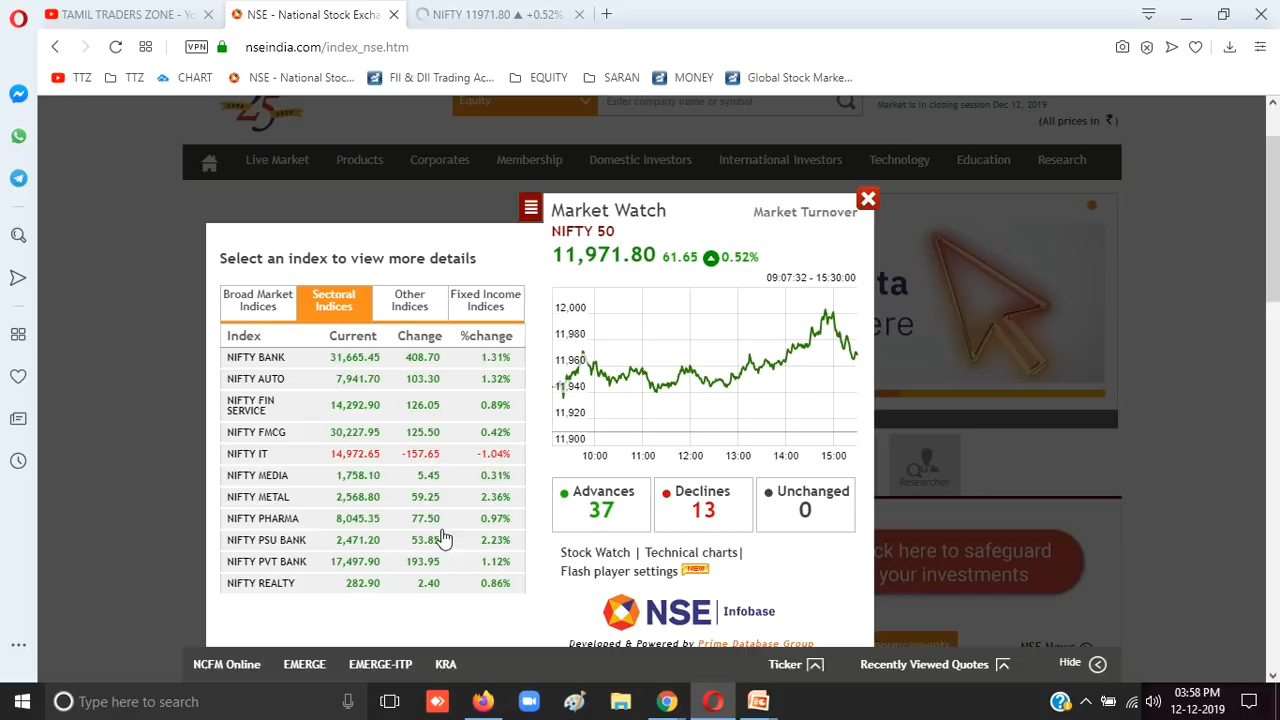 TAMIL TRADERS ZONE - Yo
NSE - National Stock Excha
NIFTY 11971.80 ▲ +0.52%
VPN
nseindia.com/index_nse.htm
TTZ
TTZ
CHART
NSE - National Stoc...
FII & DII Trading Ac...
EQUITY
SARAN
MONEY
Global Stock Marke...
25
Equity
Enter company name or symbol
Market is in closing session Dec 12, 2019
(All prices in ₹)
Live Market
Products
Corporates
Membership
Domestic Investors
International Investors
Technology
Education
Research
Market Watch
Market Turnover
NIFTY 50
11,971.80 61.65 0.52%
09:07:32 - 15:30:00
Select an index to view more details
Broad Market Indices
Sectoral Indices
Other Indices
Fixed Income Indices
Index Current Change %change
NIFTY BANK 31,665.45 408.70 1.31%
NIFTY AUTO 7,941.70 103.30 1.32%
NIFTY FIN SERVICE 14,292.90 126.05 0.89%
NIFTY FMCG 30,227.95 125.50 0.42%
NIFTY IT 14,972.65 -157.65 -1.04%
NIFTY MEDIA 1,758.10 5.45 0.31%
NIFTY METAL 2,568.80 59.25 2.36%
NIFTY PHARMA 8,045.35 77.50 0.97%
NIFTY PSU BANK 2,471.20 53.85 2.23%
NIFTY PVT BANK 17,497.90 193.95 1.12%
NIFTY REALTY 282.90 2.40 0.86%
12,000
11,980
11,960
11,940
11,920
11,900
10:00 11:00 12:00 13:00 14:00 15:00
Advances
37
Declines
13
Unchanged
0
Stock Watch | Technical charts|
Flash player settings NEW
NSE Infobase
Developed & Powered by Prime Database Group
ta
ere
Researcher
ck here to safeguard
your investments
nouncements
NSE News
NCFM Online
EMERGE
EMERGE-ITP
KRA
Ticker
Recently Viewed Quotes
Hide
Type here to search
03:58 PM
12-12-2019